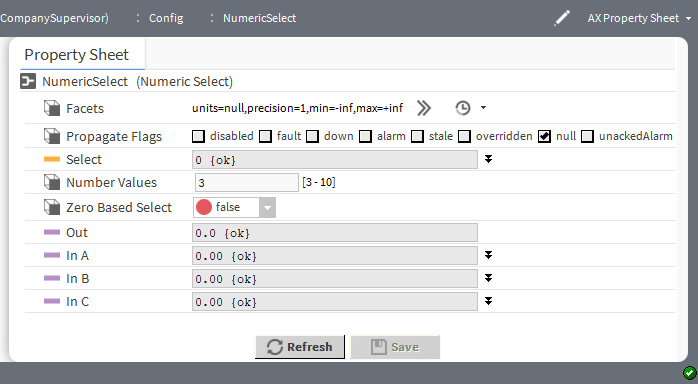 CompanySupervisor) : Config : NumericSelect AX Property Sheet
Property Sheet
NumericSelect (Numeric Select)
Facets units=null,precision=1,min=-inf,max=+inf
Propagate Flags disabled fault down alarm stale overridden null unackedAlarm
Select 0 {ok}
Number Values 3 [3 - 10]
Zero Based Select false
Out 0.0 {ok}
In A 0.00 {ok}
In B 0.00 {ok}
In C 0.00 {ok}
Refresh Save